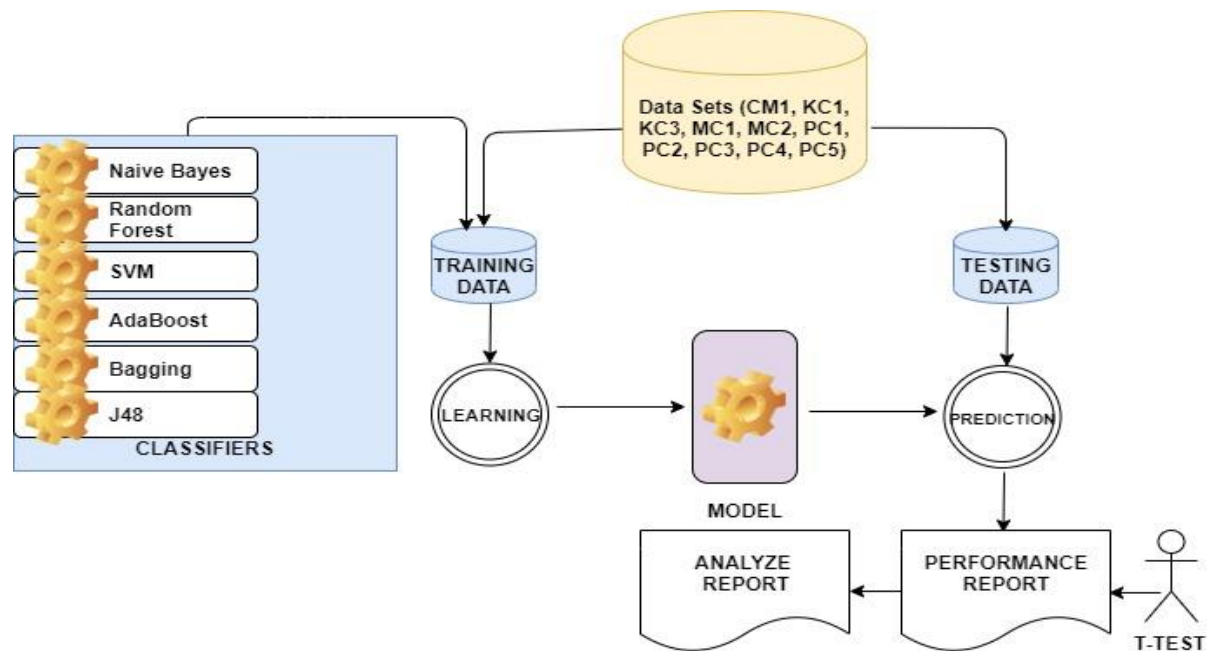 Data Sets (CM1, KC1,
KC3, MC1, MC2, PC1,
PC2, PC3, PC4, PC5)
Naive Bayes
Random
Forest
SVM
AdaBoost
Bagging
J48
CLASSIFIERS
TRAINING
DATA
TESTING
DATA
LEARNING
PREDICTION
MODEL
ANALYZE
REPORT
PERFORMANCE
REPORT
T-TEST